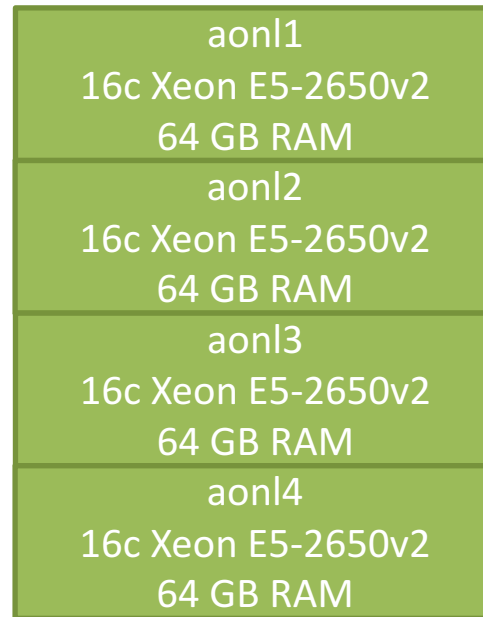 aonl1
16c Xeon E5-2650v2
64 GB RAM
aonl2
16c Xeon E5-2650v2
64 GB RAM
aonl3
16c Xeon E5-2650v2
64 GB RAM
aonl4
16c Xeon E5-2650v2
64 GB RAM